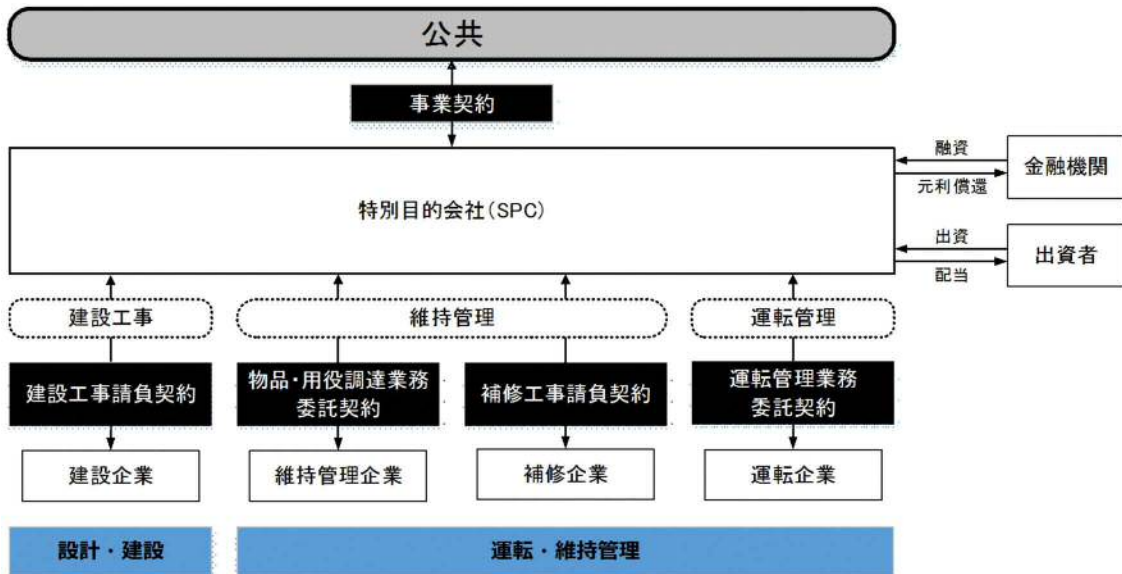 公共
事業契約
特別目的会社(SPC)
融資
元利償還
金融機関
出資
配当
出資者
建設工事
維持管理
運転管理
建設工事請負契約
物品・用役調達業務
委託契約
補修工事請負契約
運転管理業務
委託契約
建設企業
維持管理企業
補修企業
運転企業
設計・建設
運転・維持管理